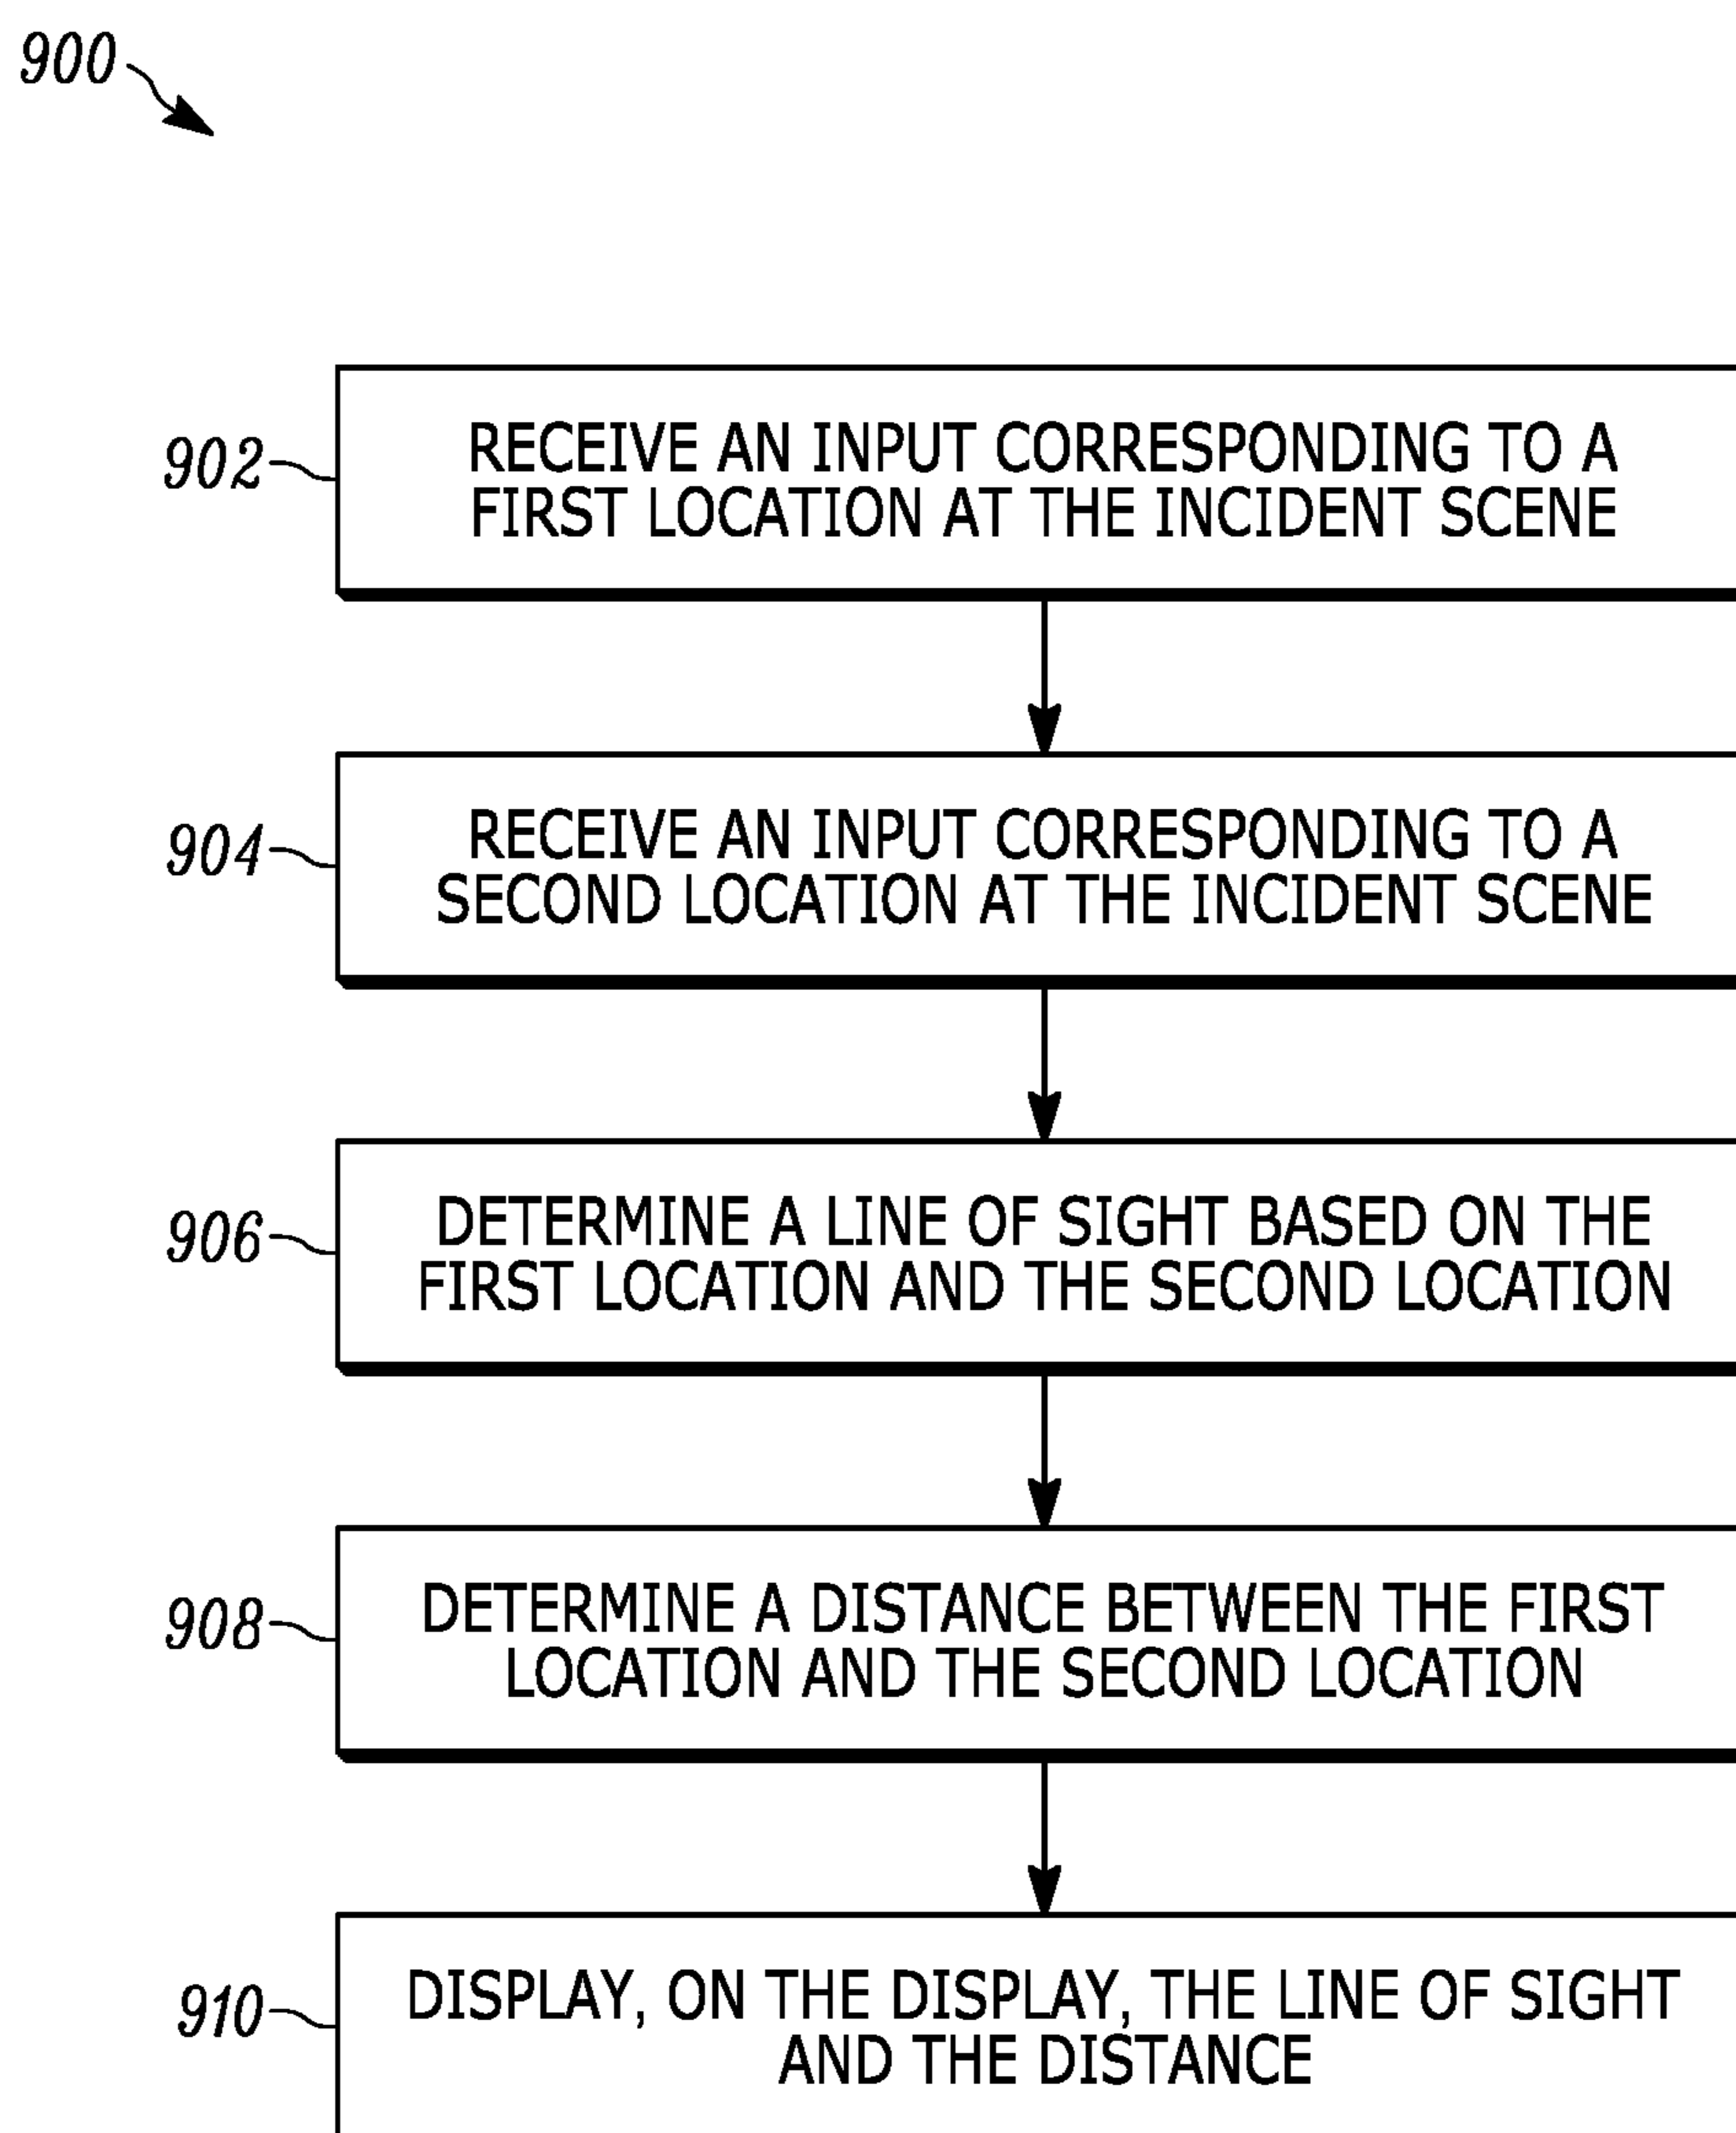 900
902
RECEIVE AN INPUT CORRESPONDING TO A
FIRST LOCATION AT THE INCIDENT SCENE
904
RECEIVE AN INPUT CORRESPONDING TO A
SECOND LOCATION AT THE INCIDENT SCENE
906
DETERMINE A LINE OF SIGHT BASED ON THE
FIRST LOCATION AND THE SECOND LOCATION
908
DETERMINE A DISTANCE BETWEEN THE FIRST
LOCATION AND THE SECOND LOCATION
910
DISPLAY, ON THE DISPLAY, THE LINE OF SIGHT
AND THE DISTANCE